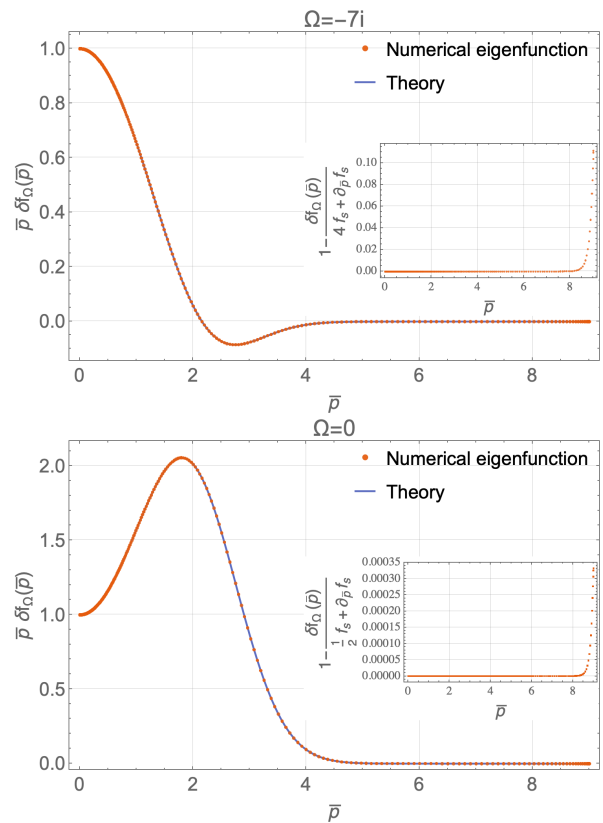 Ω=-7i
Numerical eigenfunction
Theory
p̄ δf_Ω(p̄)
1.0
0.8
0.6
0.4
0.2
0.0
0 2 4 6 8
p̄
1- δf_Ω(p̄) / 4 f_s + ∂_p̄ f_s
0.10
0.08
0.06
0.04
0.02
0.00
0 2 4 6 8
p̄
Ω=0
Numerical eigenfunction
Theory
p̄ δf_Ω(p̄)
2.0
1.5
1.0
0.5
0.0
0 2 4 6 8
p̄
1- δf_Ω(p̄) / 1/2 f_s + ∂_p̄ f_s
0.00035
0.00030
0.00025
0.00020
0.00015
0.00010
0.00005
0.00000
0 2 4 6 8
p̄